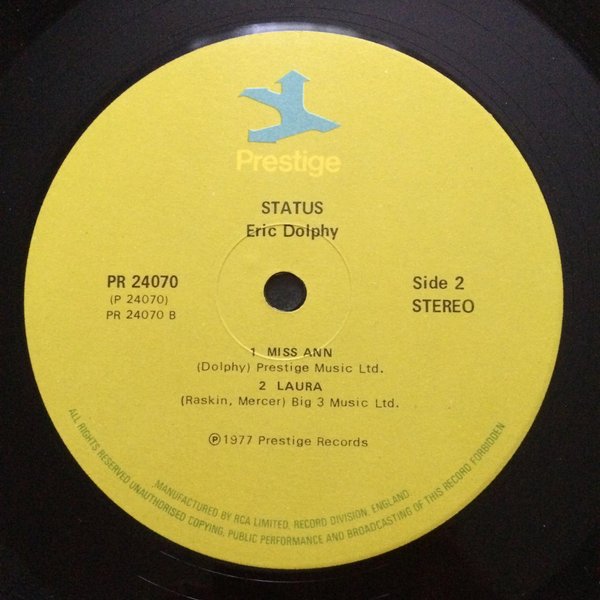 Prestige
STATUS
Eric Dolphy
PR 24070
(P 24070)
PR 24070 B
Side 2
STEREO
1 MISS ANN
(Dolphy) Prestige Music Ltd.
2 LAURA
(Raskin, Mercer) Big 3 Music Ltd.
Ⓟ1977 Prestige Records
MANUFACTURED BY RCA LIMITED, RECORD DIVISION, ENGLAND
ALL RIGHTS RESERVED UNAUTHORISED COPYING, PUBLIC PERFORMANCE AND BROADCASTING OF THIS RECORD FORBIDDEN